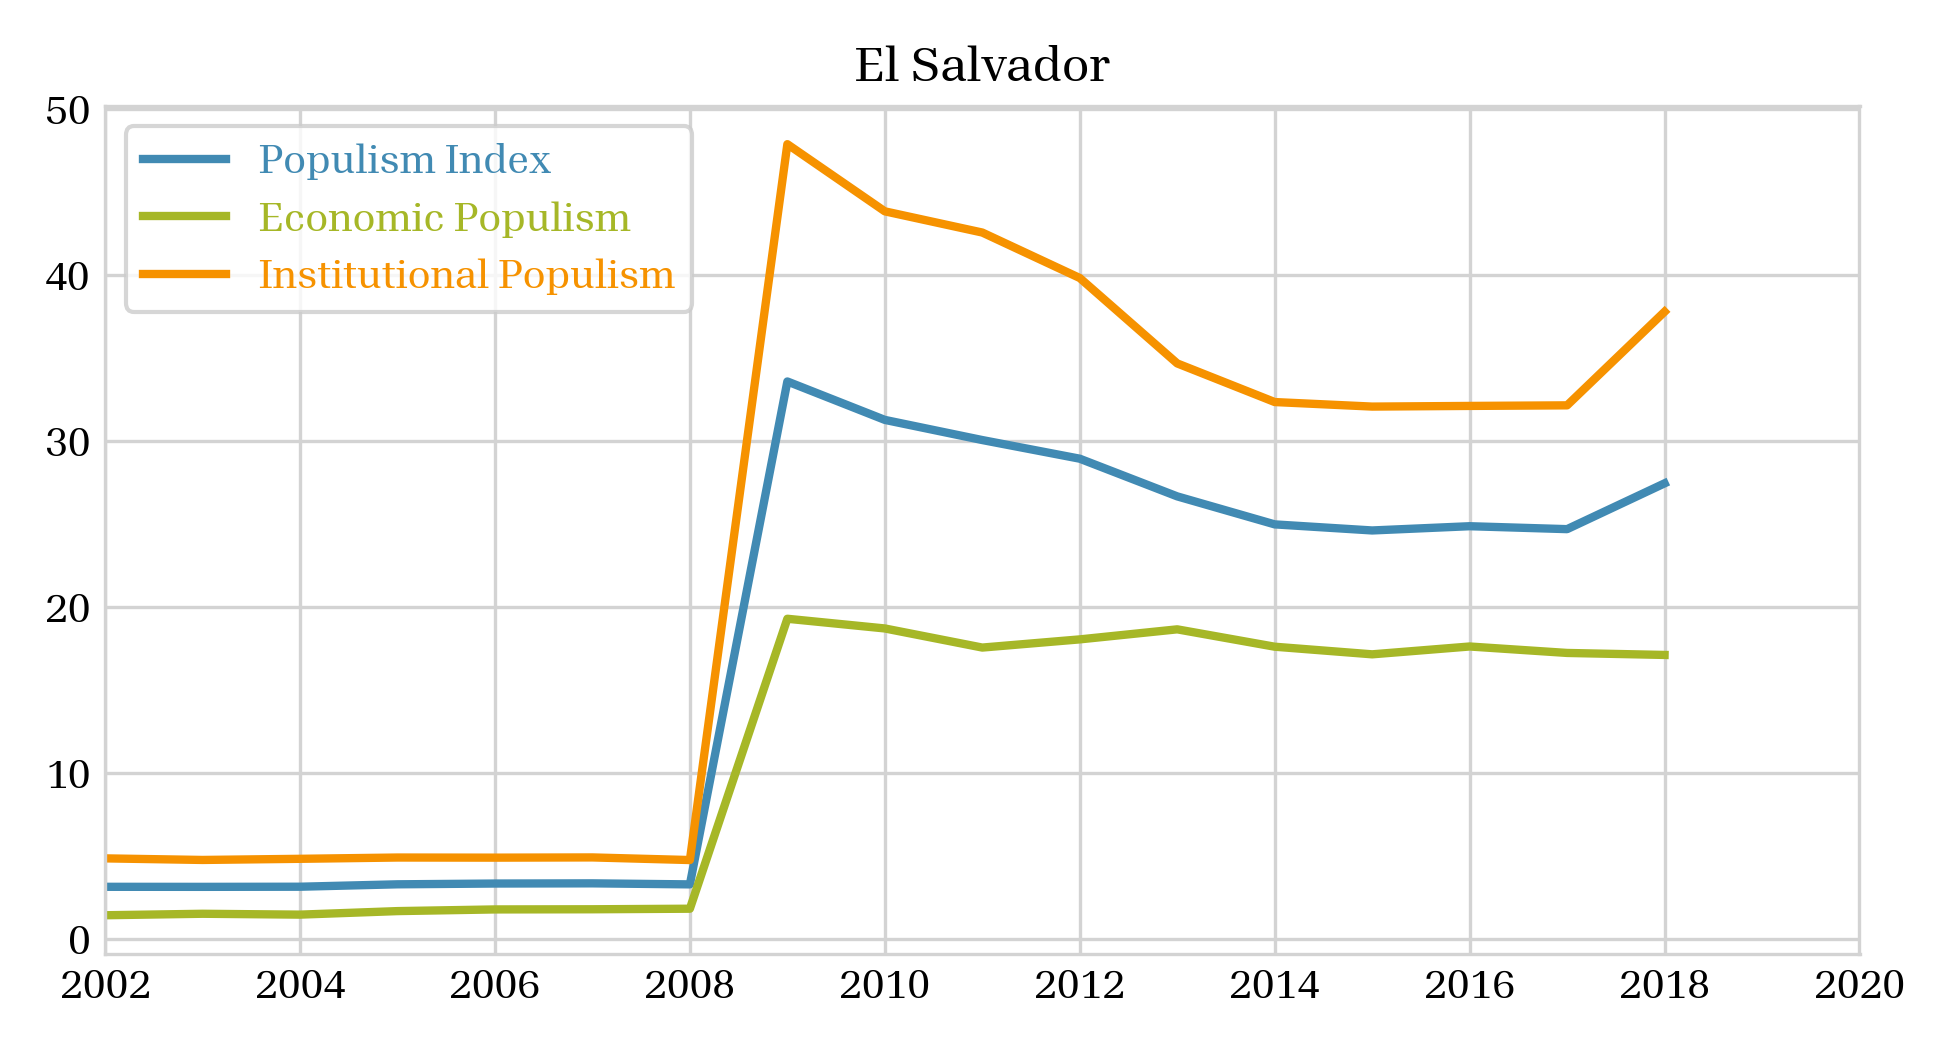 El Salvador
50
40
30
20
10
0
Populism Index
Economic Populism
Institutional Populism
2002 2004 2006 2008 2010 2012 2014 2016 2018 2020